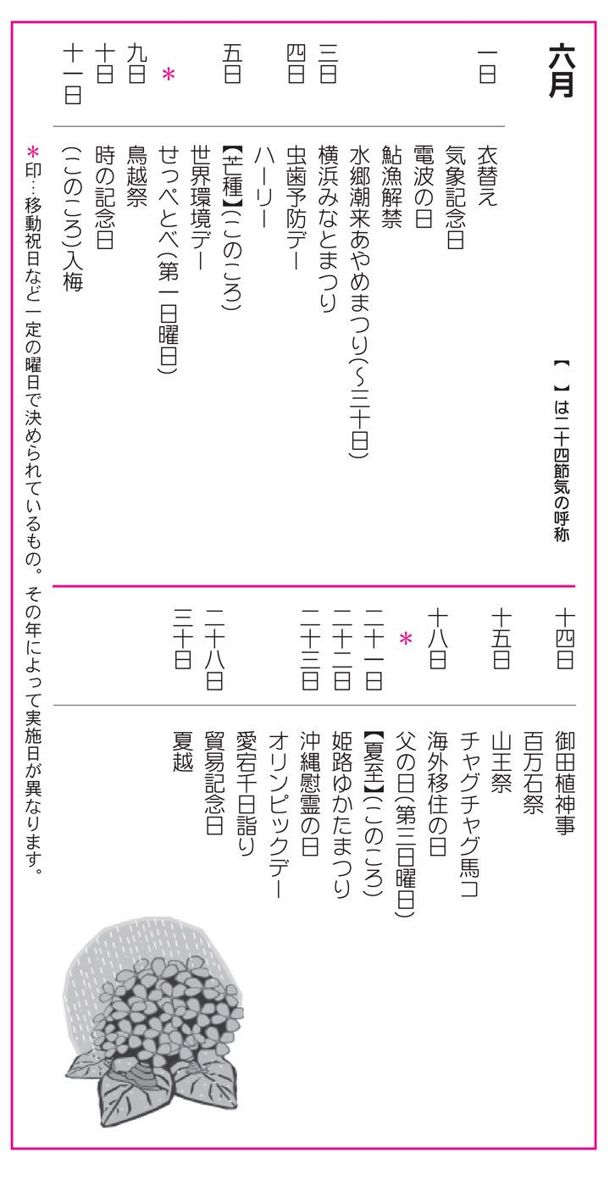 六月
【　】は二十四節気の呼称
一日 衣替え
気象記念日
電波の日
鮎漁解禁
水郷潮来あやめまつり(〜三十日)
三日 横浜みなとまつり
四日 虫歯予防デー
ハーリー
五日 【芒種】(このころ)
世界環境デー
＊ せっぺとべ(第一日曜日)
九日 鳥越祭
十日 時の記念日
十一日 (このころ)入梅
十四日 御田植神事
百万石祭
十五日 山王祭
チャグチャグ馬コ
十八日 海外移住の日
＊ 父の日(第三日曜日)
二十一日 【夏至】(このころ)
二十二日 姫路ゆかたまつり
二十三日 沖縄慰霊の日
オリンピックデー
愛宕千日詣り
二十八日 貿易記念日
三十日 夏越
＊印…移動祝日など一定の曜日で決められているもの。その年によって実施日が異なります。